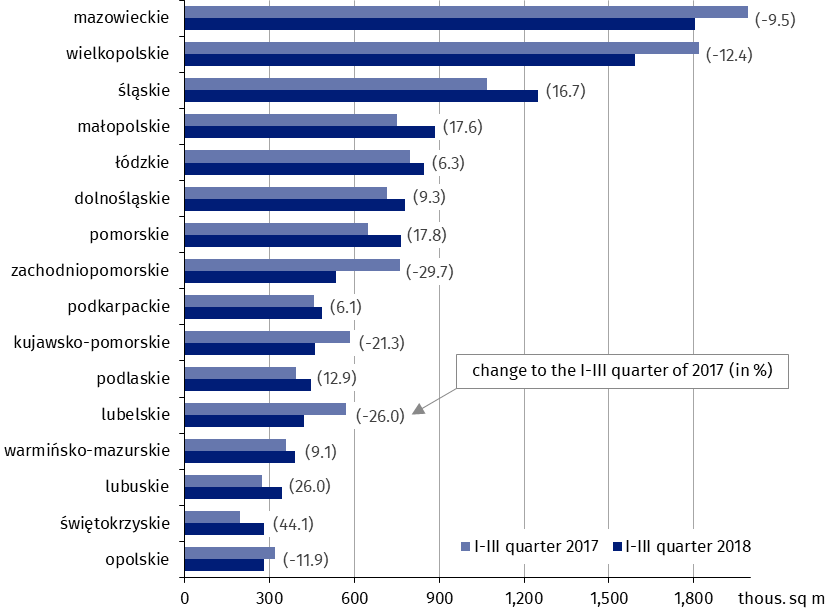 mazowieckie (-9.5)
wielkopolskie (-12.4)
śląskie (16.7)
małopolskie (17.6)
łódzkie (6.3)
dolnośląskie (9.3)
pomorskie (17.8)
zachodniopomorskie (-29.7)
podkarpackie (6.1)
kujawsko-pomorskie (-21.3)
change to the I-III quarter of 2017 (in %)
podlaskie (12.9)
lubelskie (-26.0)
warmińsko-mazurskie (9.1)
lubuskie (26.0)
świętokrzyskie (44.1)
I-III quarter 2017 I-III quarter 2018
opolskie (-11.9)
0 300 600 900 1,200 1,500 1,800 thous. sq m